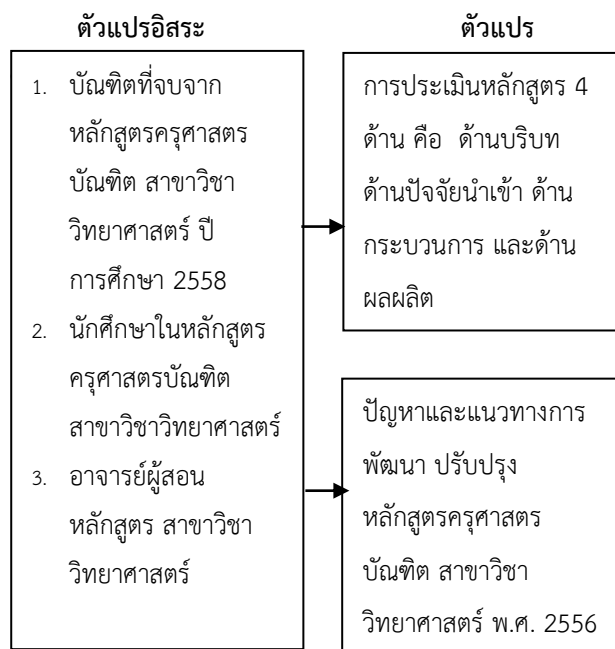 ตัวแปรอิสระ
1. บัณฑิตที่จบจาก
หลักสูตรครุศาสตร
บัณฑิต สาขาวิชา
วิทยาศาสตร์ ปี
การศึกษา 2558
2. นักศึกษาในหลักสูตร
ครุศาสตรบัณฑิต
สาขาวิชาวิทยาศาสตร์
3. อาจารย์ผู้สอน
หลักสูตร สาขาวิชา
วิทยาศาสตร์
ตัวแปร
การประเมินหลักสูตร 4
ด้าน คือ ด้านบริบท
ด้านปัจจัยนำเข้า ด้าน
กระบวนการ และด้าน
ผลผลิต
ปัญหาและแนวทางการ
พัฒนา ปรับปรุง
หลักสูตรครุศาสตร
บัณฑิต สาขาวิชา
วิทยาศาสตร์ พ.ศ. 2556